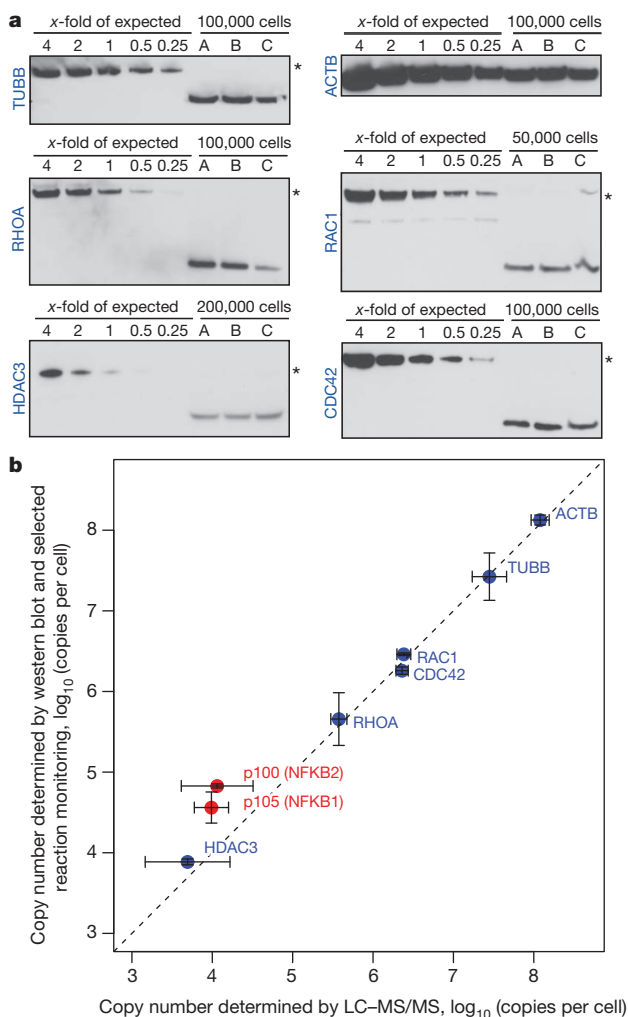 a
x-fold of expected 100,000 cells
4 2 1 0.5 0.25 A B C
TUBB
*
x-fold of expected 100,000 cells
4 2 1 0.5 0.25 A B C
ACTB
x-fold of expected 100,000 cells
4 2 1 0.5 0.25 A B C
RHOA
*
x-fold of expected 50,000 cells
4 2 1 0.5 0.25 A B C
RAC1
*
x-fold of expected 200,000 cells
4 2 1 0.5 0.25 A B C
HDAC3
*
x-fold of expected 100,000 cells
4 2 1 0.5 0.25 A B C
CDC42
*
b
Copy number determined by western blot and selected
reaction monitoring, log10 (copies per cell)
8
7
6
5
4
3
ACTB
TUBB
RAC1
CDC42
RHOA
p100 (NFKB2)
p105 (NFKB1)
HDAC3
3 4 5 6 7 8
Copy number determined by LC–MS/MS, log10 (copies per cell)